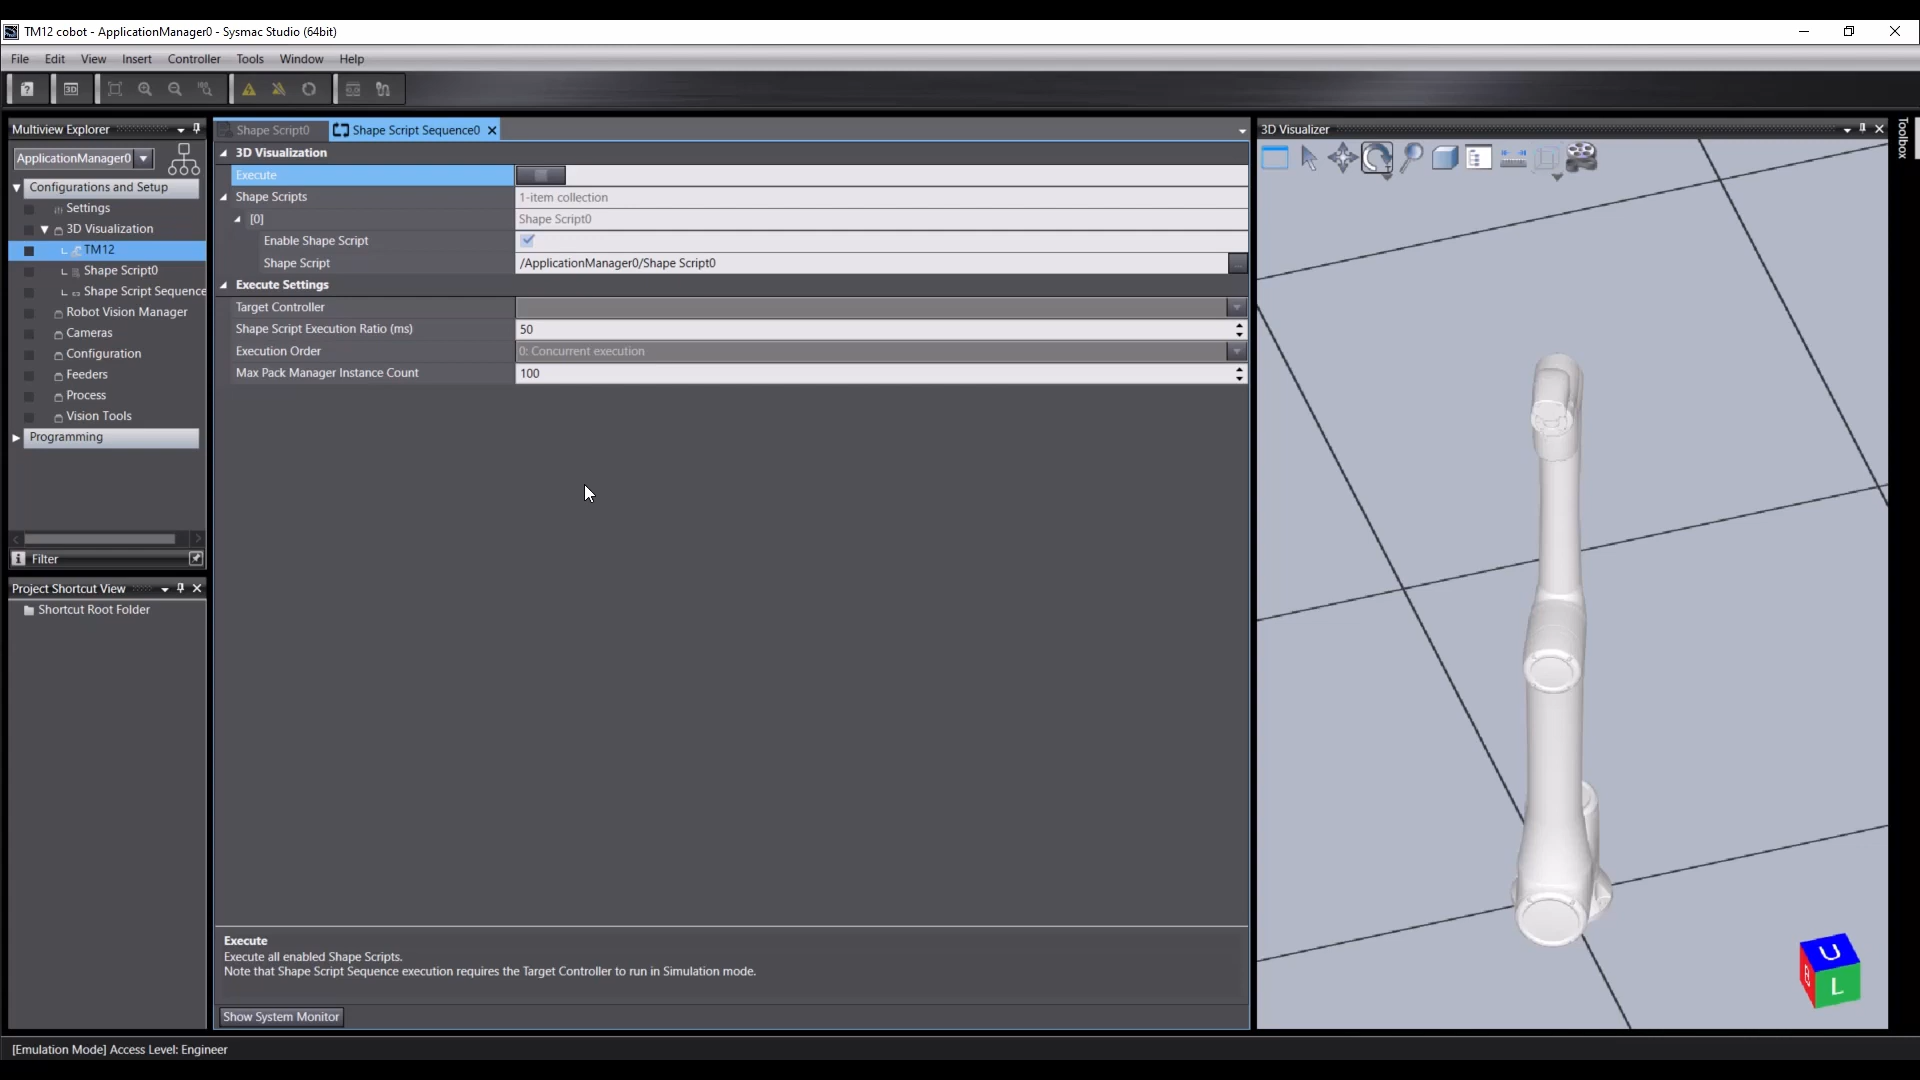 TM12 cobot - ApplicationManager0 - Sysmac Studio (64bit)
File Edit View Insert Controller Tools Window Help
3D
Multiview Explorer
ApplicationManager0
Configurations and Setup
Settings
3D Visualization
TM12
Shape Script0
Shape Script Sequence
Robot Vision Manager
Cameras
Configuration
Feeders
Process
Vision Tools
Programming
Filter
Project Shortcut View
Shortcut Root Folder
Shape Script0 Shape Script Sequence0
3D Visualization
Execute
Shape Scripts 1-item collection
[0] Shape Script0
Enable Shape Script
Shape Script /ApplicationManager0/Shape Script0
Execute Settings
Target Controller
Shape Script Execution Ratio (ms) 50
Execution Order 0: Concurrent execution
Max Pack Manager Instance Count 100
Execute
Execute all enabled Shape Scripts.
Note that Shape Script Sequence execution requires the Target Controller to run in Simulation mode.
Show System Monitor
3D Visualizer
Toolbox
U
L
[Emulation Mode] Access Level: Engineer